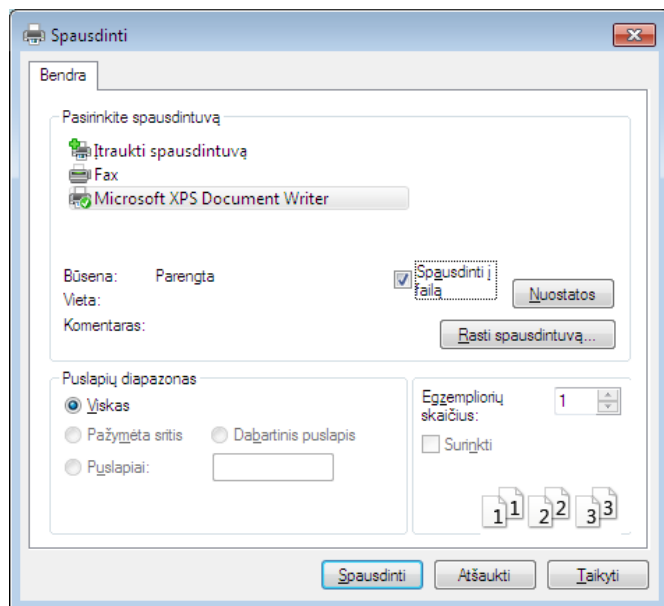 Spausdinti
Bendra
Pasirinkite spausdintuvą
Įtraukti spausdintuvą
Fax
Microsoft XPS Document Writer
Būsena: Parengta
Spausdinti į
failą
Vieta:
Nuostatos
Komentaras:
Rasti spausdintuvą...
Puslapių diapazonas
Viskas
Pažymėta sritis Dabartinis puslapis
Puslapiai:
Egzempliorių
skaičius:
1
Surinkti
1 1 2 2 3 3
Spausdinti Atšaukti Taikyti